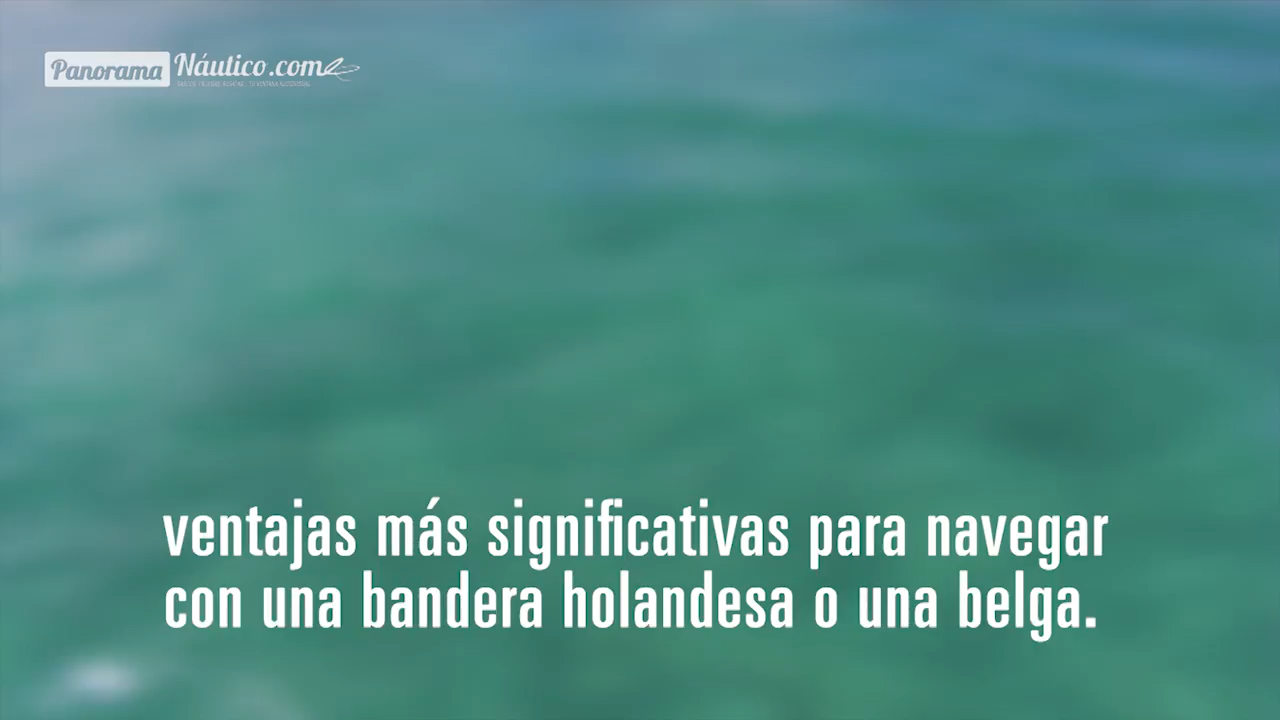 Panorama Náutico.com
ventajas más significativas para navegar
con una bandera holandesa o una belga.